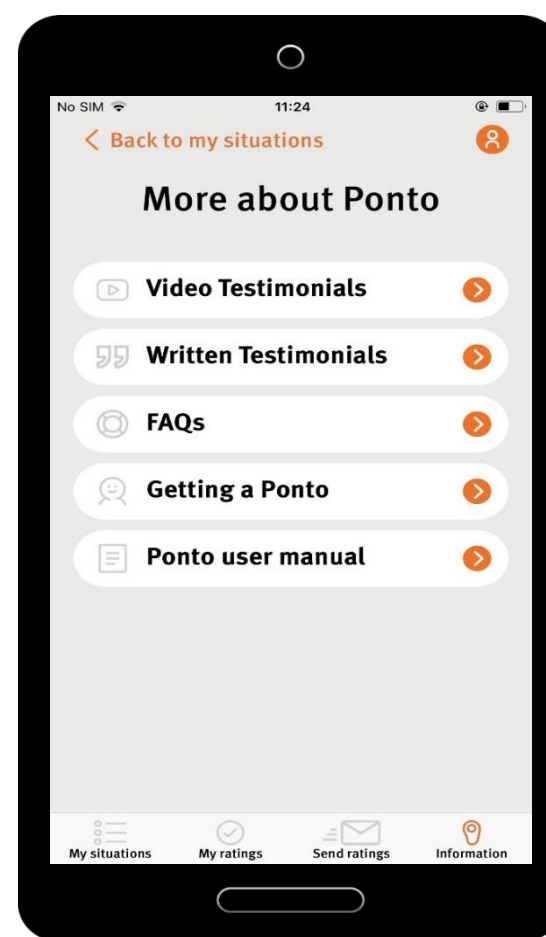 No SIM 11:24
Back to my situations
More about Ponto
Video Testimonials
Written Testimonials
FAQs
Getting a Ponto
Ponto user manual
My situations My ratings Send ratings Information